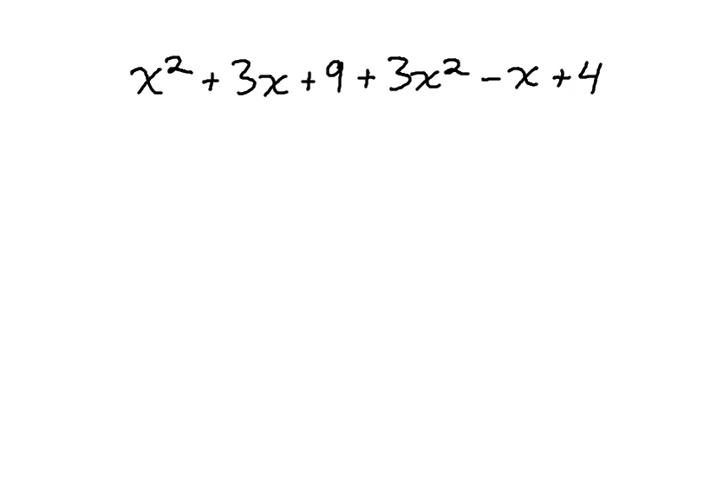 x² + 3x + 9 + 3x² - x + 4